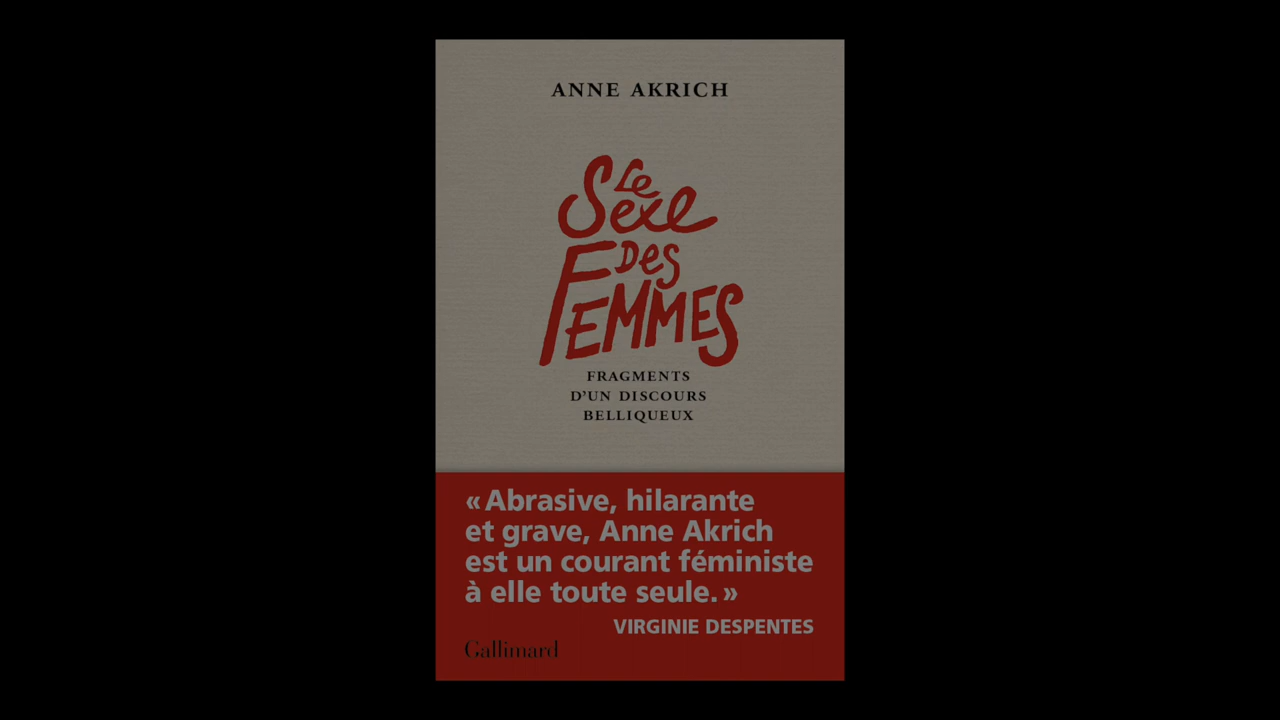 ANNE AKRICH
Le
Sexe
Des
FEMMES
FRAGMENTS
D'UN DISCOURS
BELLIQUEUX
« Abrasive, hilarante
et grave, Anne Akrich
est un courant féministe
à elle toute seule. »
VIRGINIE DESPENTES
Gallimard